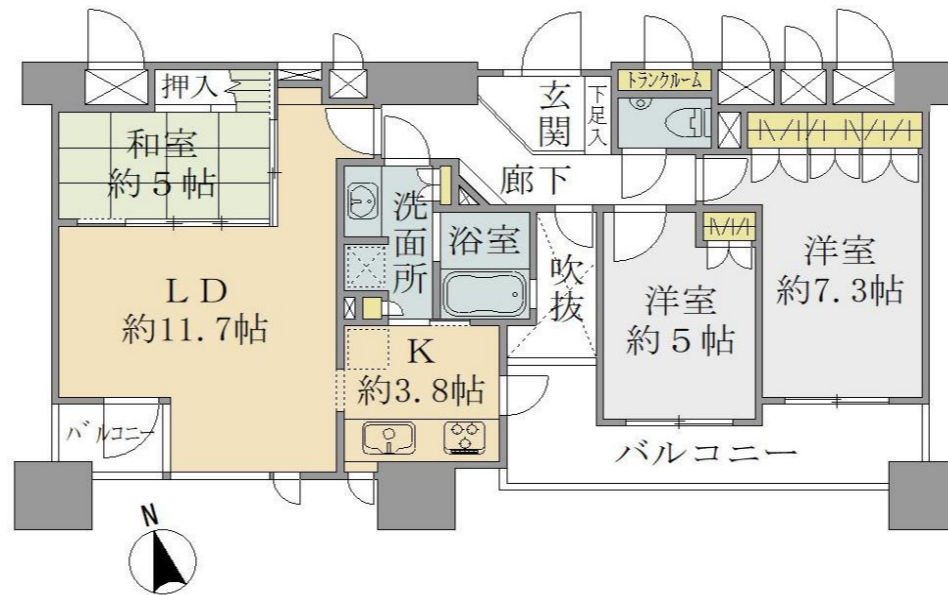 押入
和室
約5帖
LD
約11.7帖
バルコニー
洗面所
浴室
K
約3.8帖
玄関
下足入
廊下
吹抜
トランクルーム
洋室
約5帖
洋室
約7.3帖
バルコニー
N